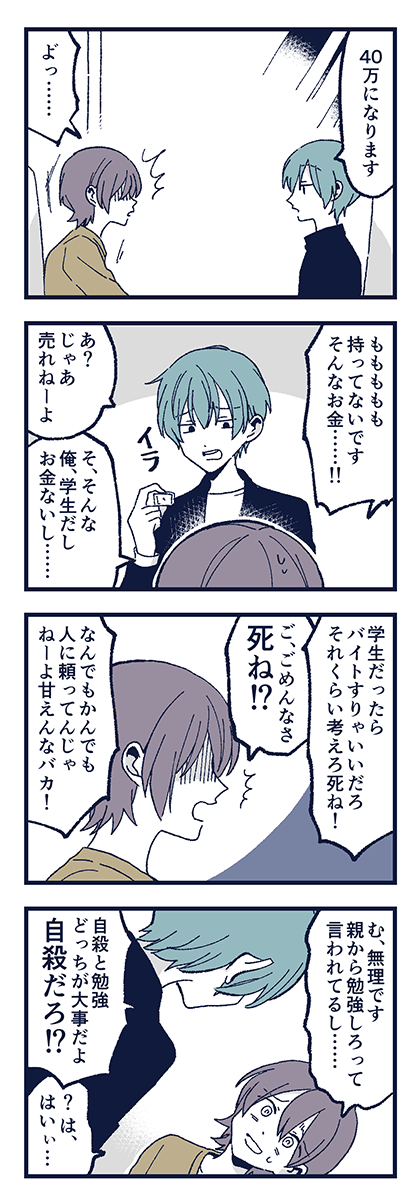 40万になります
よっ……
もももももも
持ってないです
そんなお金……!!
あ?
じゃあ
売れねーよ
イラ
そ、そんな
俺、学生だし
お金ないし……
学生だったら
バイトすりゃいいだろ
それくらい考えろ死ね!
ご、ごめんなさ
死ね!?
なんでもかんでも
人に頼ってんじゃ
ねーよ甘えんなバカ!
む、無理です
親から勉強しろって
言われてるし……
自殺と勉強
どっちが大事だよ
自殺だろ!?
? は、
はいぃ…